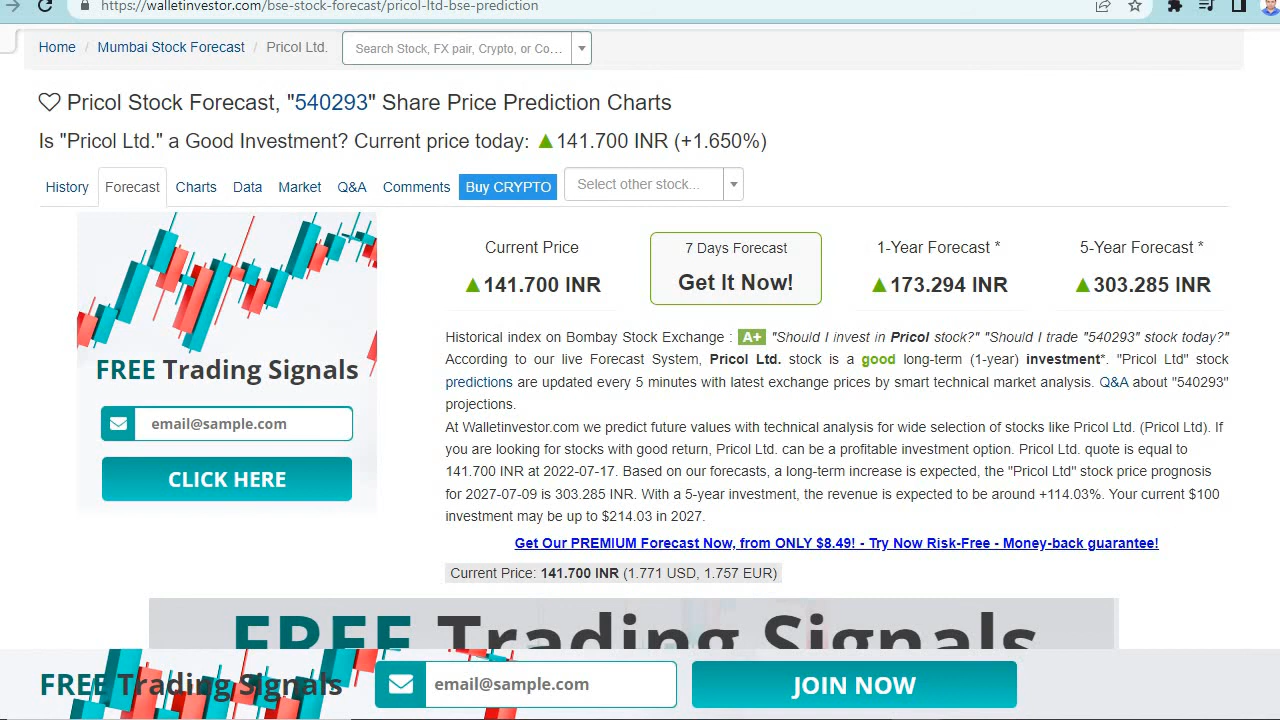 https://walletinvestor.com/bse-stock-forecast/pricol-ltd-bse-prediction
Home / Mumbai Stock Forecast / Pricol Ltd. Search Stock, FX pair, Crypto, or Co...
Pricol Stock Forecast, "540293" Share Price Prediction Charts
Is "Pricol Ltd." a Good Investment? Current price today: ▲141.700 INR (+1.650%)
History Forecast Charts Data Market Q&A Comments Buy CRYPTO Select other stock...
FREE Trading Signals
email@sample.com
CLICK HERE
Current Price
▲141.700 INR
7 Days Forecast
Get It Now!
1-Year Forecast *
▲173.294 INR
5-Year Forecast *
▲303.285 INR
Historical index on Bombay Stock Exchange : A+ "Should I invest in Pricol stock?" "Should I trade "540293" stock today?"
According to our live Forecast System, Pricol Ltd. stock is a good long-term (1-year) investment*. "Pricol Ltd" stock
predictions are updated every 5 minutes with latest exchange prices by smart technical market analysis. Q&A about "540293"
projections.
At Walletinvestor.com we predict future values with technical analysis for wide selection of stocks like Pricol Ltd. (Pricol Ltd). If
you are looking for stocks with good return, Pricol Ltd. can be a profitable investment option. Pricol Ltd. quote is equal to
141.700 INR at 2022-07-17. Based on our forecasts, a long-term increase is expected, the "Pricol Ltd" stock price prognosis
for 2027-07-09 is 303.285 INR. With a 5-year investment, the revenue is expected to be around +114.03%. Your current $100
investment may be up to $214.03 in 2027.
Get Our PREMIUM Forecast Now, from ONLY $8.49! - Try Now Risk-Free - Money-back guarantee!
Current Price: 141.700 INR (1.771 USD, 1.757 EUR)
FREE Trading Signals
FREE Trading Signals email@sample.com JOIN NOW